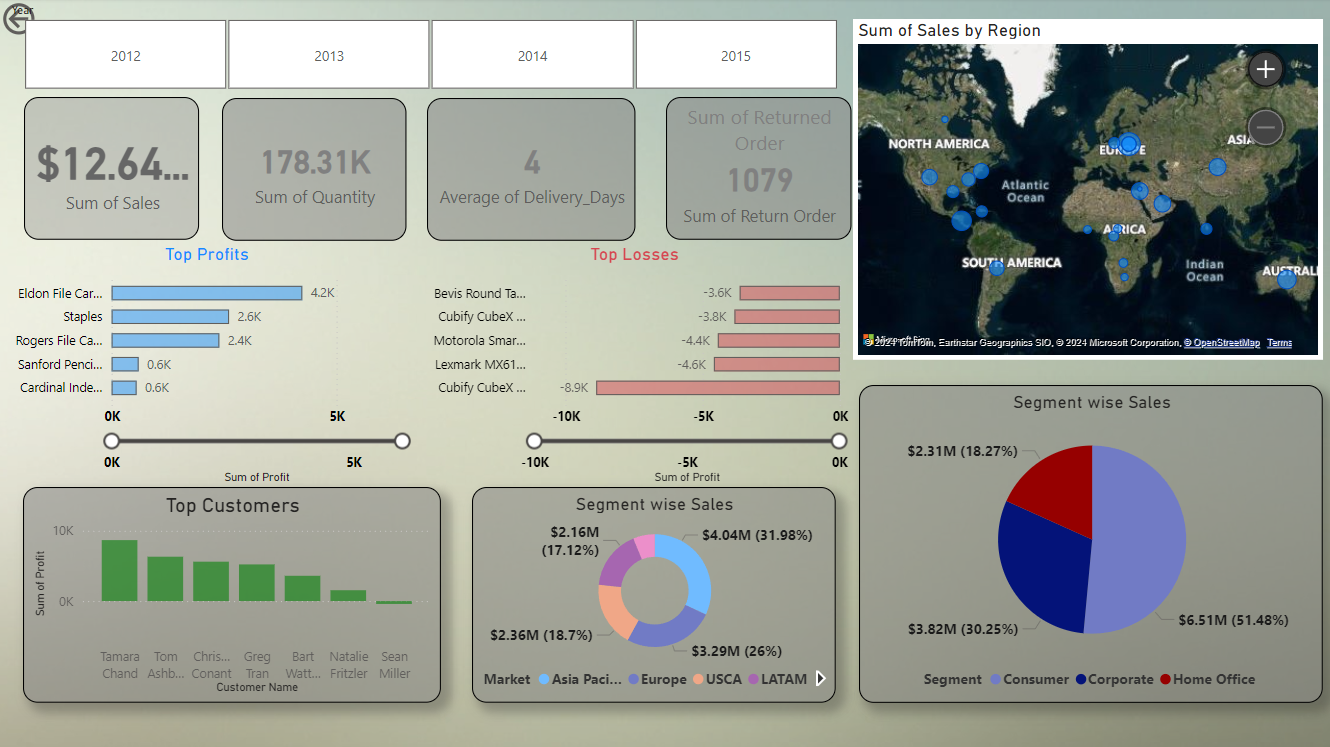 Year
2012
2013
2014
2015
$12.64...
Sum of Sales
178.31K
Sum of Quantity
4
Average of Delivery_Days
Sum of Returned
Order
1079
Sum of Return Order
Sum of Sales by Region
NORTH AMERICA
EUROPE
ASIA
Atlantic
Ocean
AFRICA
SOUTH AMERICA
Indian
Ocean
AUSTRAL
© 2024 TomTom, Earthstar Geographics SIO, © 2024 Microsoft Corporation, © OpenStreetMap Terms
Top Profits
Eldon File Car... 4.2K
Staples 2.6K
Rogers File Ca... 2.4K
Sanford Penci... 0.6K
Cardinal Inde... 0.6K
0K 5K
0K 5K
Sum of Profit
Top Losses
Bevis Round Ta... -3.6K
Cubify CubeX ... -3.8K
Motorola Smar... -4.4K
Lexmark MX61... -4.6K
Cubify CubeX ... -8.9K
-10K -5K 0K
-10K -5K 0K
Sum of Profit
Top Customers
Sum of Profit
10K
0K
Tamara
Chand
Tom
Ashb...
Chris...
Conant
Greg
Tran
Bart
Watt...
Natalie
Fritzler
Sean
Miller
Customer Name
Segment wise Sales
$2.16M
(17.12%)
$4.04M (31.98%)
$2.36M (18.7%)
$3.29M (26%)
Market Asia Paci... Europe USCA LATAM
Segment wise Sales
$2.31M (18.27%)
$3.82M (30.25%)
$6.51M (51.48%)
Segment Consumer Corporate Home Office